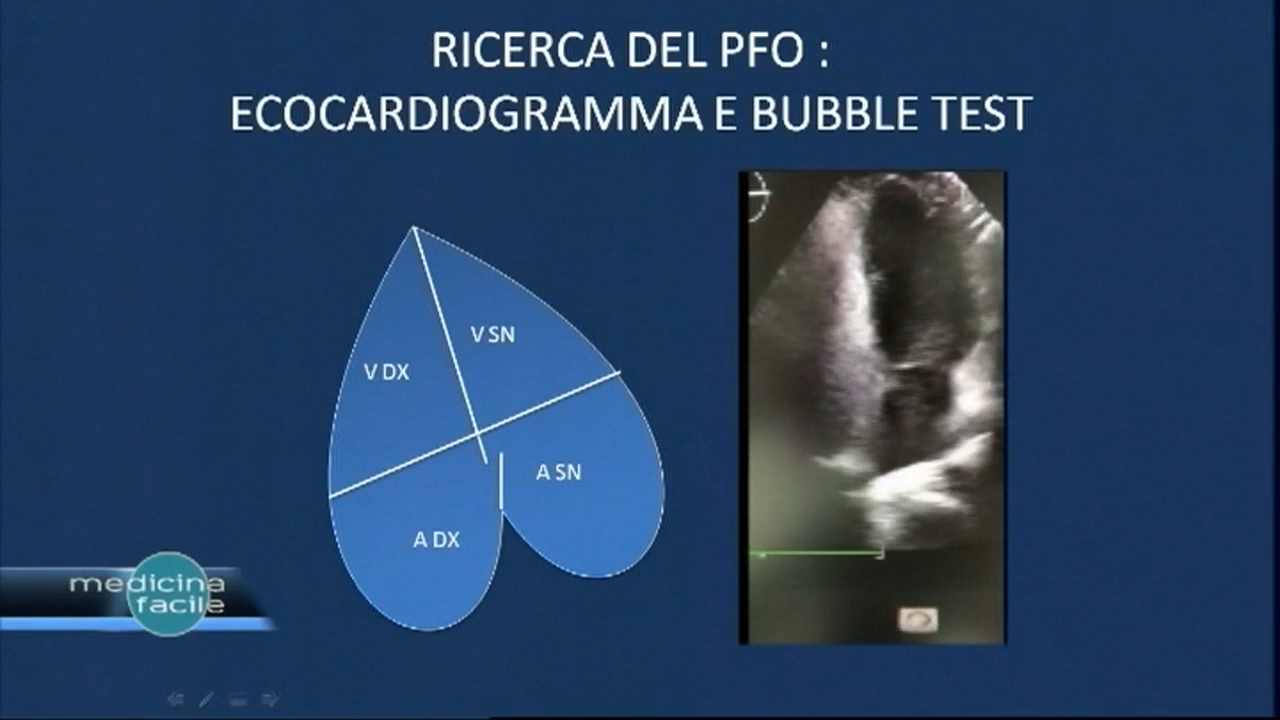 RICERCA DEL PFO :
ECOCARDIOGRAMMA E BUBBLE TEST
V SN
V DX
A SN
A DX
medicina
facile